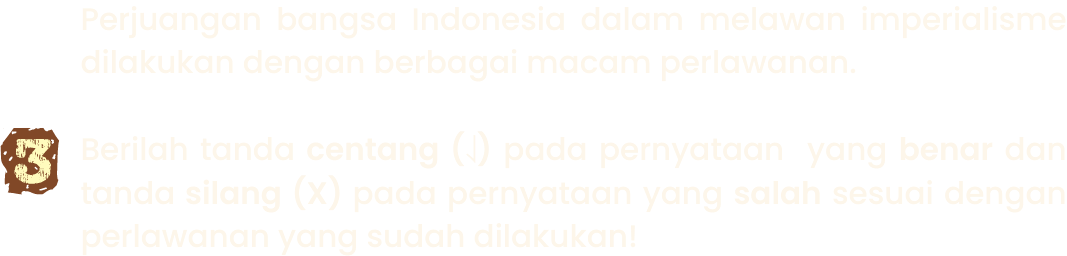 Perjuangan bangsa Indonesia dalam melawan imperialisme
dilakukan dengan berbagai macam perlawanan.
3
Berilah tanda centang (√) pada pernyataan yang benar dan
tanda silang (X) pada pernyataan yang salah sesuai dengan
perlawanan yang sudah dilakukan!